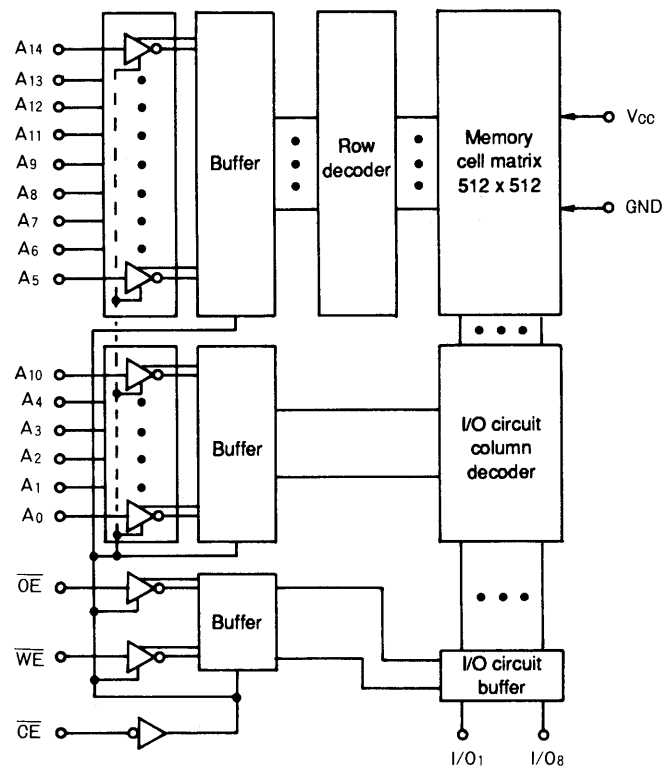 A14
A13
A12
A11
A9
A8
A7
A6
A5
Buffer
Row
decoder
Memory
cell matrix
512 x 512
Vcc
GND
A10
A4
A3
A2
A1
A0
Buffer
I/O circuit
column
decoder
OE
WE
CE
Buffer
I/O circuit
buffer
I/O1
I/O8